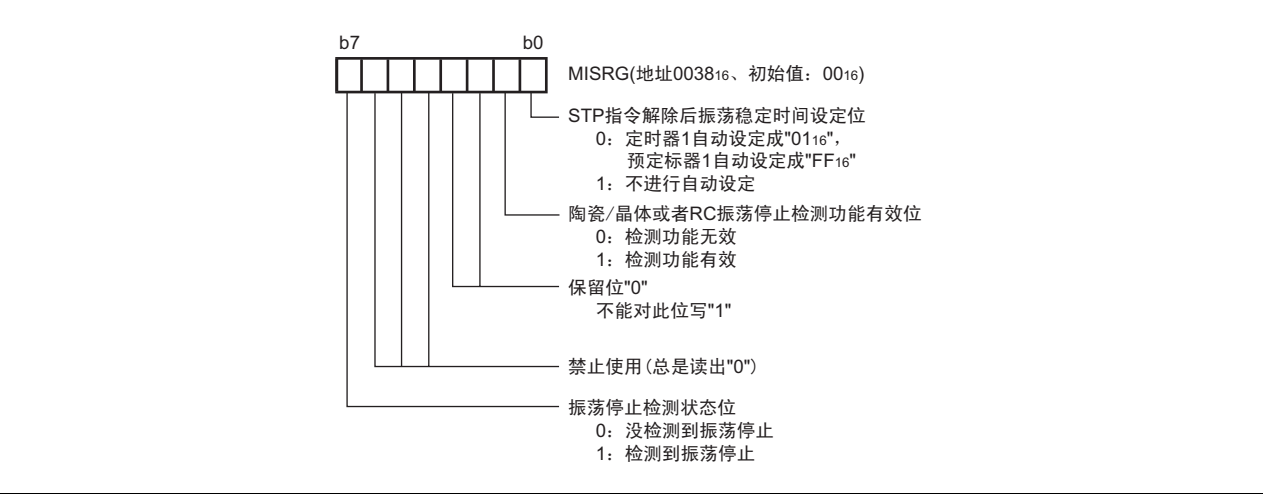 b7 b0
MISRG(地址003816、初始值：0016)
STP指令解除后振荡稳定时间设定位
0：定时器1自动设定成"0116"，
预定标器1自动设定成"FF16"
1：不进行自动设定
陶瓷/晶体或者RC振荡停止检测功能有效位
0：检测功能无效
1：检测功能有效
保留位"0"
不能对此位写"1"
禁止使用(总是读出"0")
振荡停止检测状态位
0：没检测到振荡停止
1：检测到振荡停止